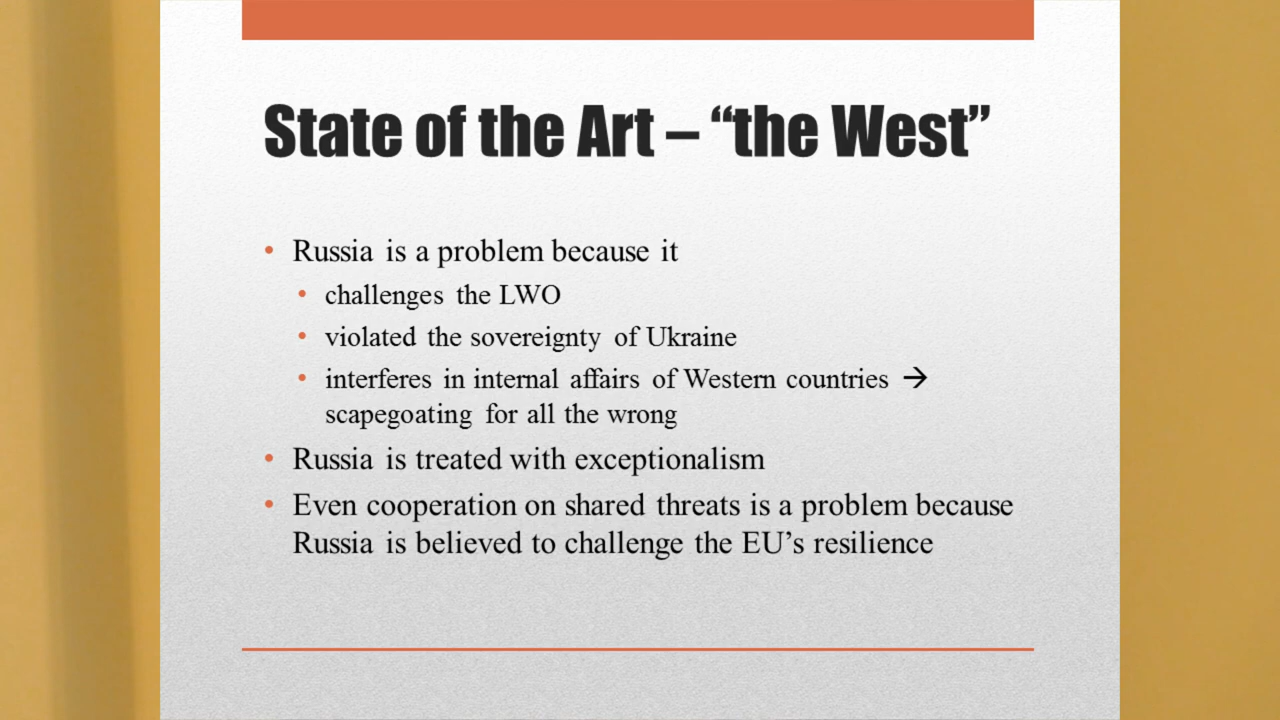 State of the Art – “the West”
• Russia is a problem because it
• challenges the LWO
• violated the sovereignty of Ukraine
• interferes in internal affairs of Western countries →
scapegoating for all the wrong
• Russia is treated with exceptionalism
• Even cooperation on shared threats is a problem because
Russia is believed to challenge the EU’s resilience